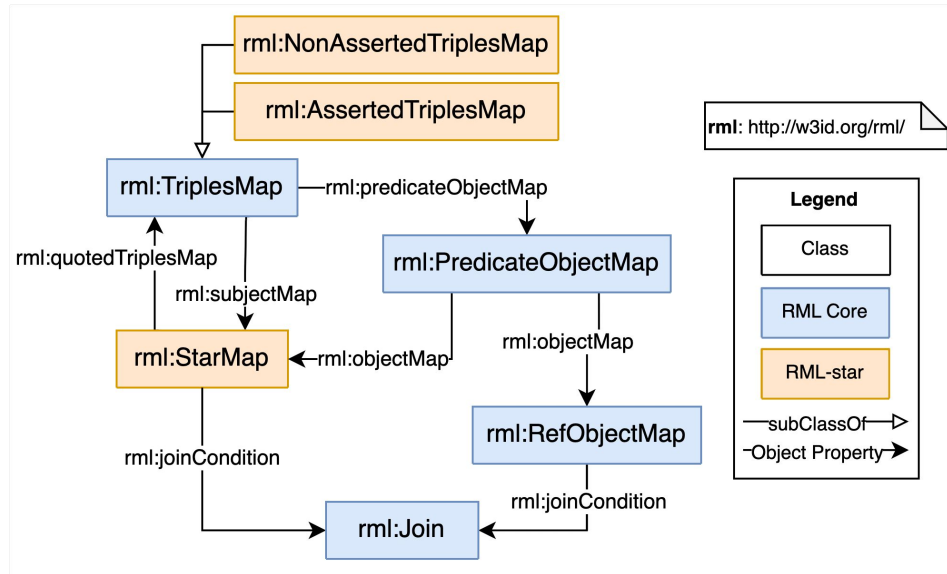 rml:NonAssertedTriplesMap
rml:AssertedTriplesMap
rml: http://w3id.org/rml/
rml:TriplesMap
rml:predicateObjectMap
rml:quotedTriplesMap
rml:subjectMap
rml:PredicateObjectMap
rml:StarMap
rml:objectMap
rml:objectMap
rml:RefObjectMap
rml:joinCondition
rml:joinCondition
rml:Join
Legend
Class
RML Core
RML-star
subClassOf
Object Property